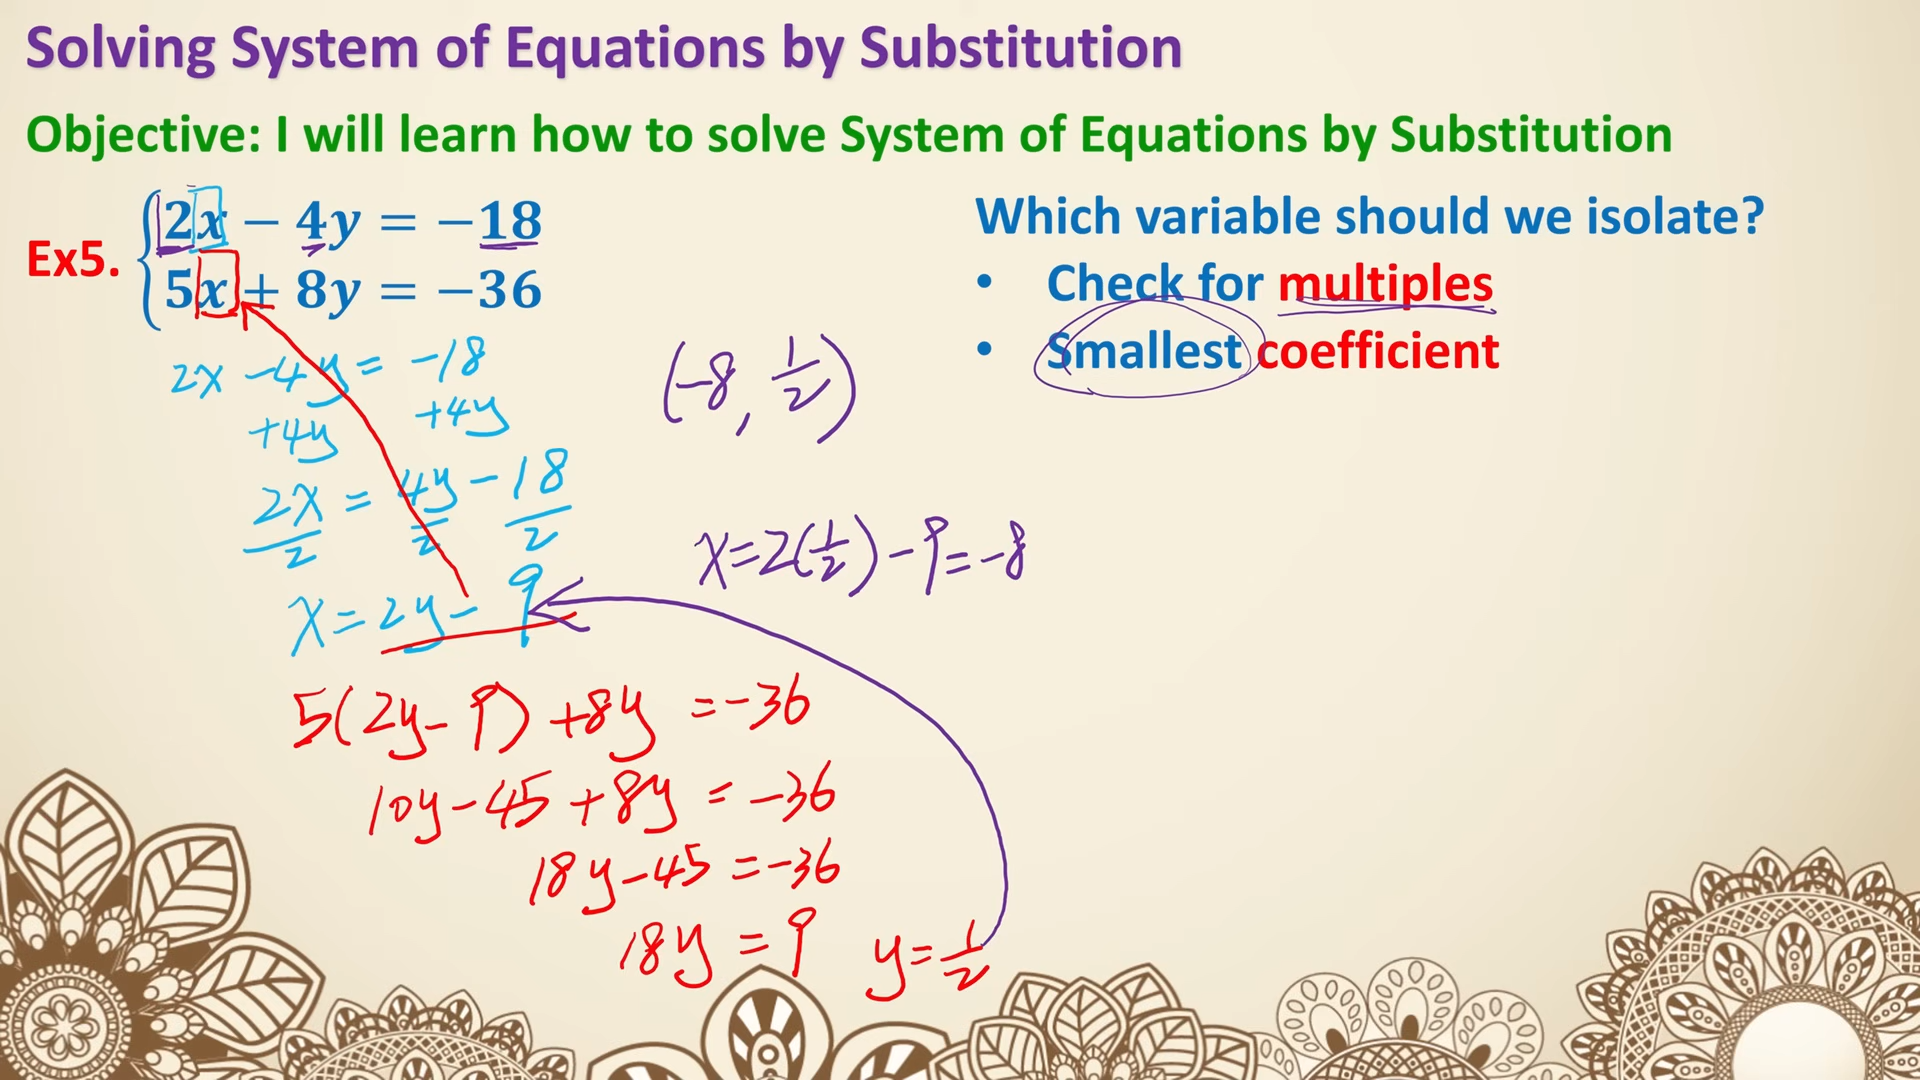 Solving System of Equations by Substitution
Objective: I will learn how to solve System of Equations by Substitution
Ex5.
2x − 4y = −18
5x + 8y = −36
2x − 4y = −18
+4y +4y
2x = 4y − 18
2 2 2
x = 2y − 9
5(2y − 9) + 8y = −36
10y − 45 + 8y = −36
18y − 45 = −36
18y = 9 y = 1/2
(−8, 1/2)
x = 2(1/2) − 9 = −8
Which variable should we isolate?
• Check for multiples
• Smallest coefficient